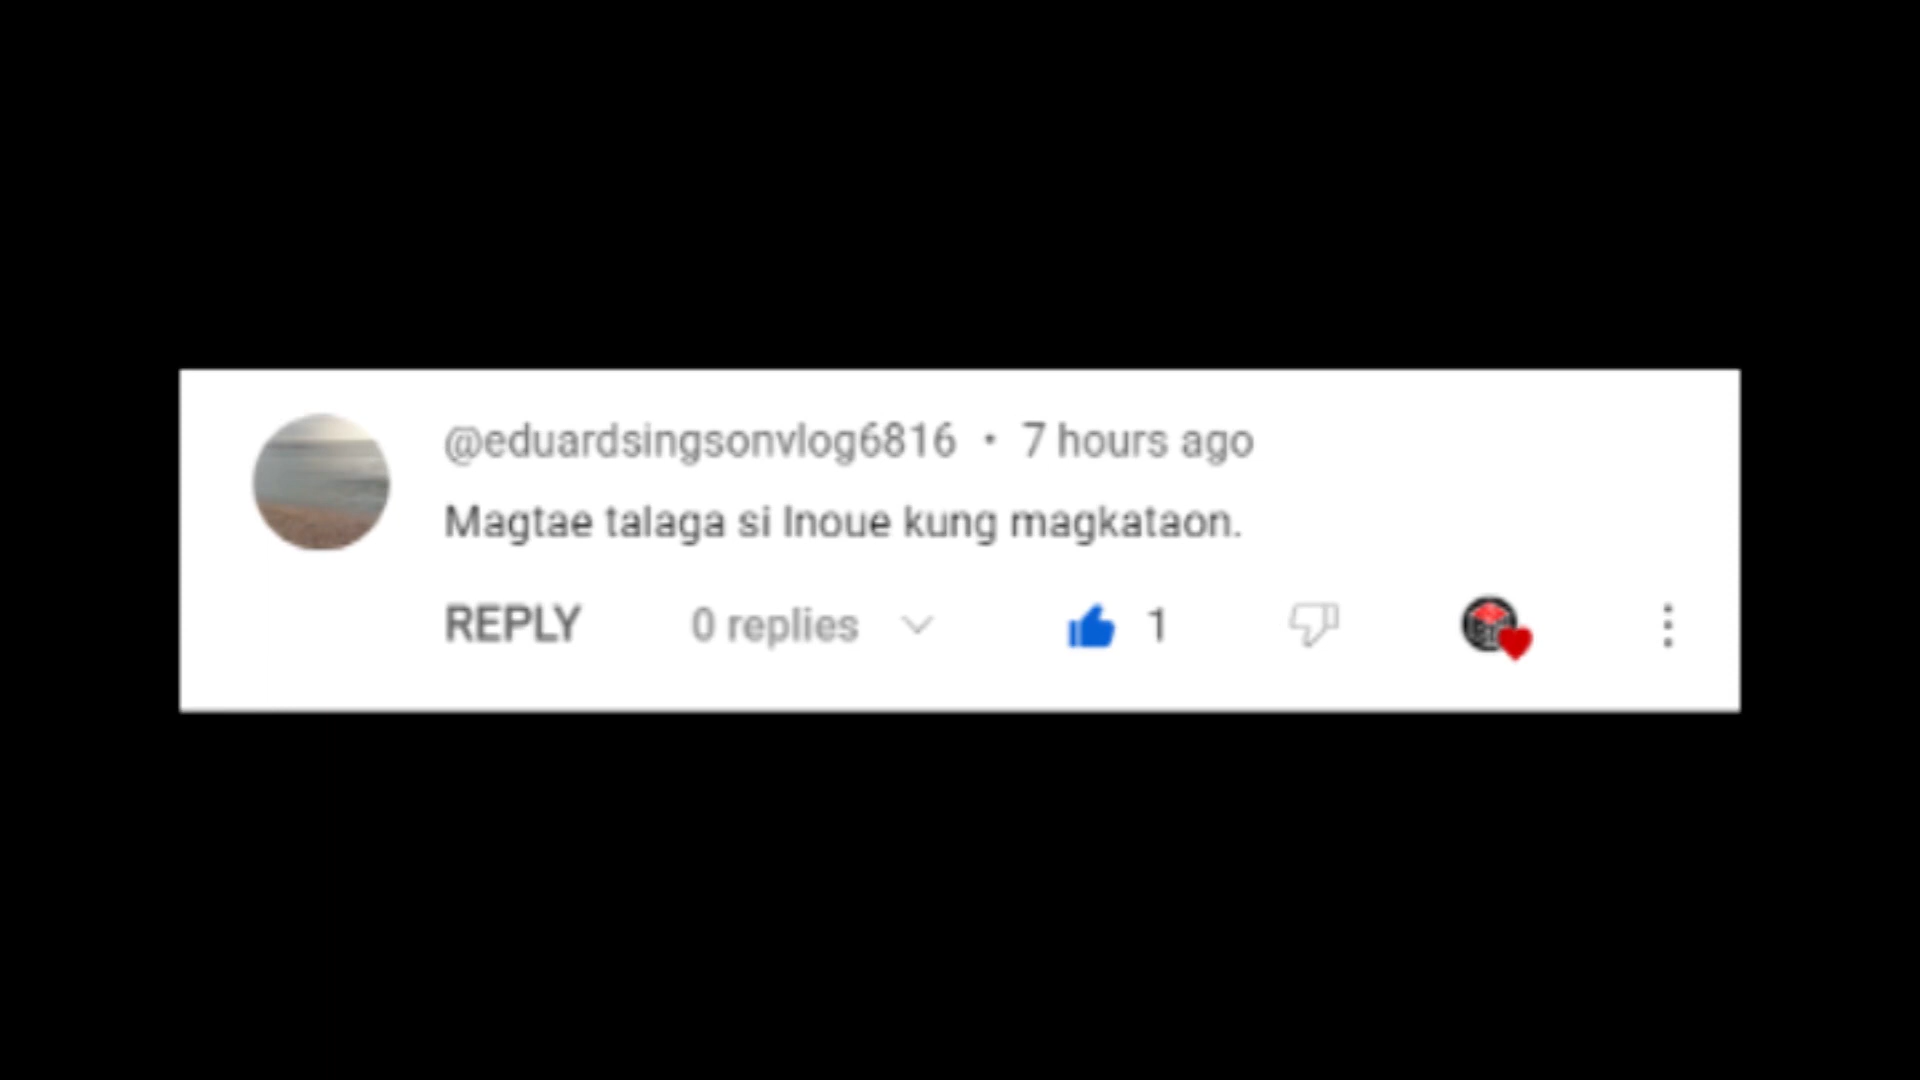 @eduardsingsonvlog6816 • 7 hours ago
Magtae talaga si Inoue kung magkataon.
REPLY 0 replies 1